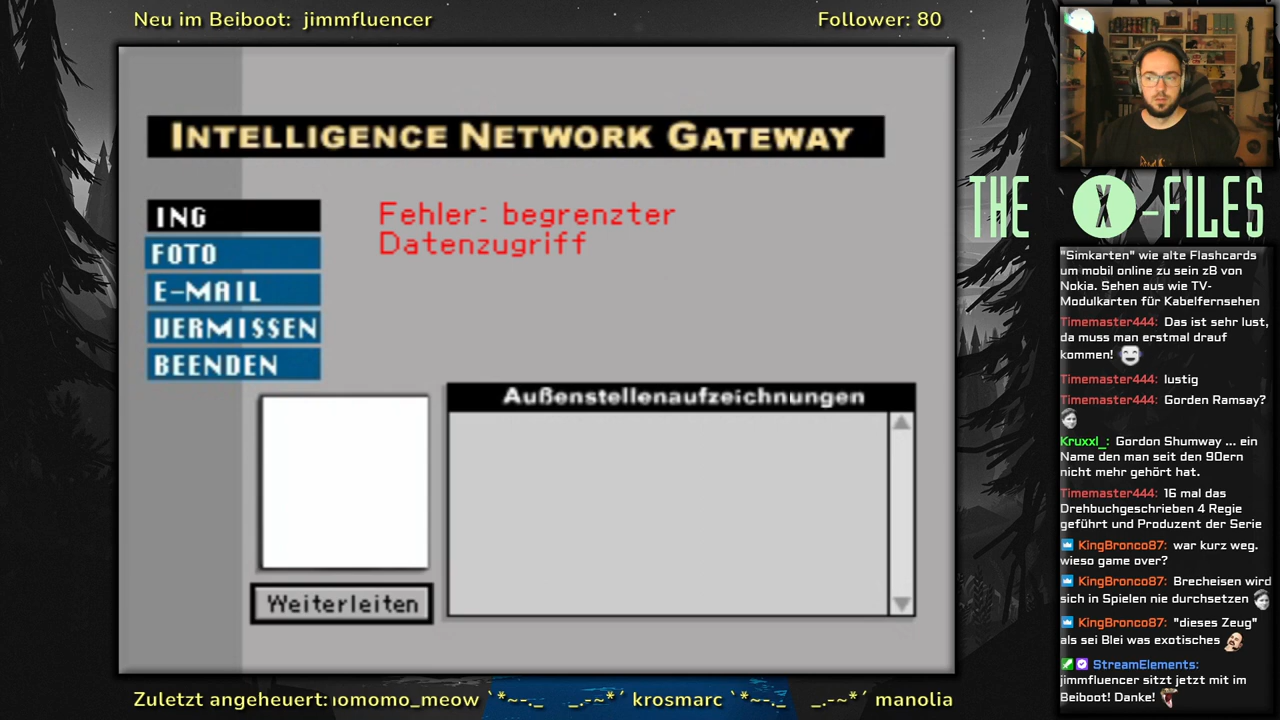 Neu im Beiboot: jimmfluencer
Follower: 80
INTELLIGENCE NETWORK GATEWAY
ING
FOTO
E-MAIL
VERMISSEN
BEENDEN
Fehler: begrenzter
Datenzugriff
Außenstellenaufzeichnungen
Weiterleiten
THE X-FILES
"Simkarten" wie alte Flashcards
um mobil online zu sein zB von
Nokia. Sehen aus wie TV-
Modulkarten für Kabelfernsehen
Timemaster444: Das ist sehr lust,
da muss man erstmal drauf
kommen!
Timemaster444: lustig
Timemaster444: Gorden Ramsay?
Kruxxl_: Gordon Shumway ... ein
Name den man seit den 90ern
nicht mehr gehört hat.
Timemaster444: 16 mal das
Drehbuchgeschrieben 4 Regie
geführt und Produzent der Serie
KingBronco87: war kurz weg.
wieso game over?
KingBronco87: Brecheisen wird
sich in Spielen nie durchsetzen
KingBronco87: "dieses Zeug"
als sei Blei was exotisches
StreamElements:
jimmfluencer sitzt jetzt mit im
Beiboot! Danke!
Zuletzt angeheuert: omomo_meow `*~-._ _.-~*´ krosmarc `*~-._ _.-~*´ manolia